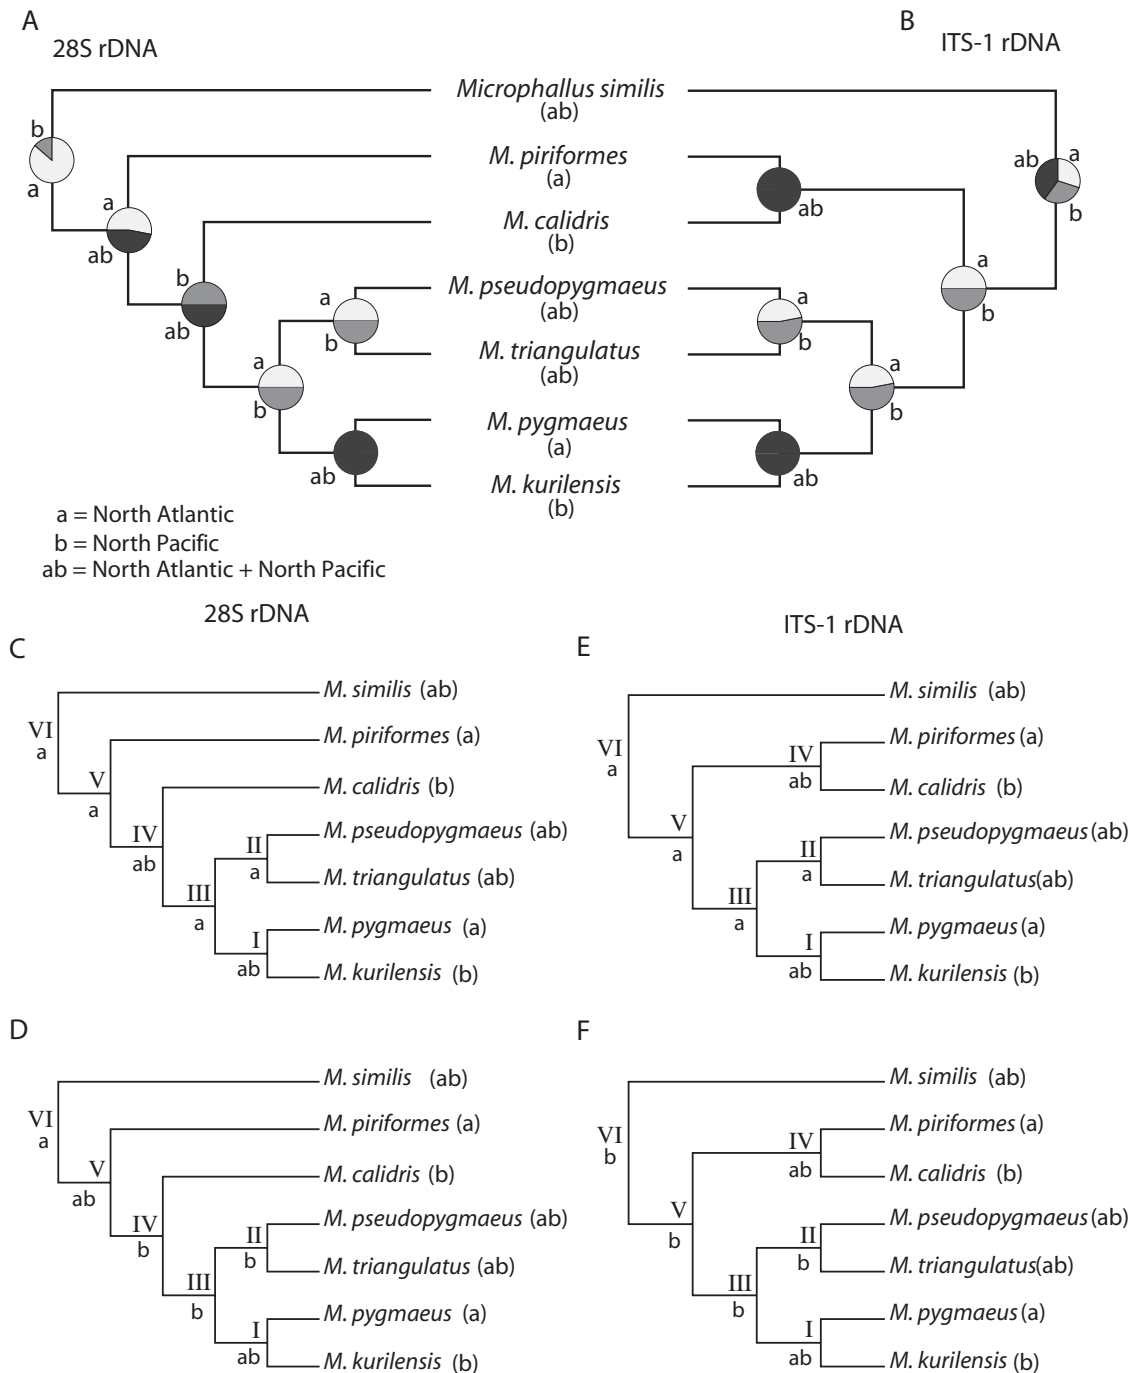 A
28S rDNA
B
ITS-1 rDNA
Microphallus similis
(ab)
b
a
M. piriformes
(a)
ab
a
b
a
ab
ab
M. calidris
(b)
b
ab
a
b
M. pseudopygmaeus
(ab)
a
b
a
b
M. triangulatus
(ab)
a
b
a
b
M. pygmaeus
(a)
ab
ab
M. kurilensis
(b)
a = North Atlantic
b = North Pacific
ab = North Atlantic + North Pacific
28S rDNA
C
VI
a
V
a
IV
ab
III
a
II
a
I
ab
M. similis (ab)
M. piriformes (a)
M. calidris (b)
M. pseudopygmaeus (ab)
M. triangulatus (ab)
M. pygmaeus (a)
M. kurilensis (b)
ITS-1 rDNA
E
VI
a
V
a
IV
ab
III
a
II
a
I
ab
M. similis (ab)
M. piriformes (a)
M. calidris (b)
M. pseudopygmaeus (ab)
M. triangulatus (ab)
M. pygmaeus (a)
M. kurilensis (b)
D
VI
a
V
ab
IV
b
III
b
II
b
I
ab
M. similis (ab)
M. piriformes (a)
M. calidris (b)
M. pseudopygmaeus (ab)
M. triangulatus (ab)
M. pygmaeus (a)
M. kurilensis (b)
F
VI
b
V
b
IV
ab
III
b
II
b
I
ab
M. similis (ab)
M. piriformes (a)
M. calidris (b)
M. pseudopygmaeus (ab)
M. triangulatus (ab)
M. pygmaeus (a)
M. kurilensis (b)